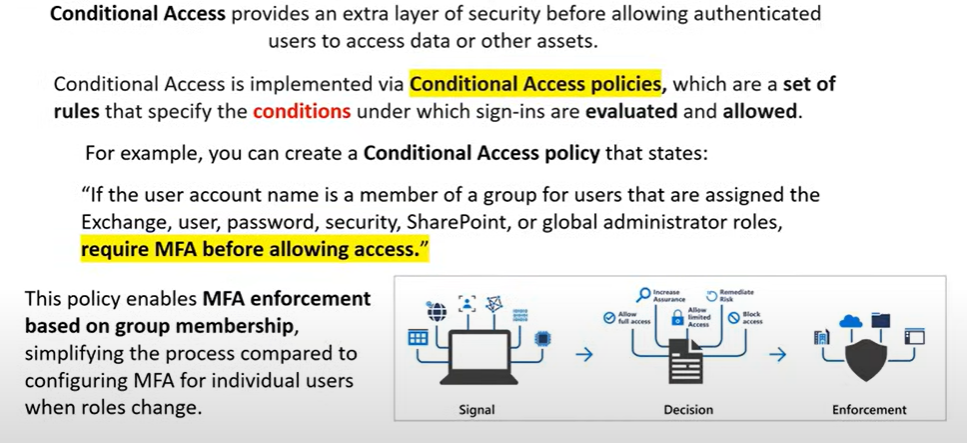 Conditional Access provides an extra layer of security before allowing authenticated
users to access data or other assets.
Conditional Access is implemented via Conditional Access policies, which are a set of
rules that specify the conditions under which sign-ins are evaluated and allowed.
For example, you can create a Conditional Access policy that states:
“If the user account name is a member of a group for users that are assigned the
Exchange, user, password, security, SharePoint, or global administrator roles,
require MFA before allowing access.”
This policy enables MFA enforcement
based on group membership,
simplifying the process compared to
configuring MFA for individual users
when roles change.
Increase
Assurance
Remediate
Risk
Allow
full access
Allow
limited
Access
Block
access
Signal
Decision
Enforcement